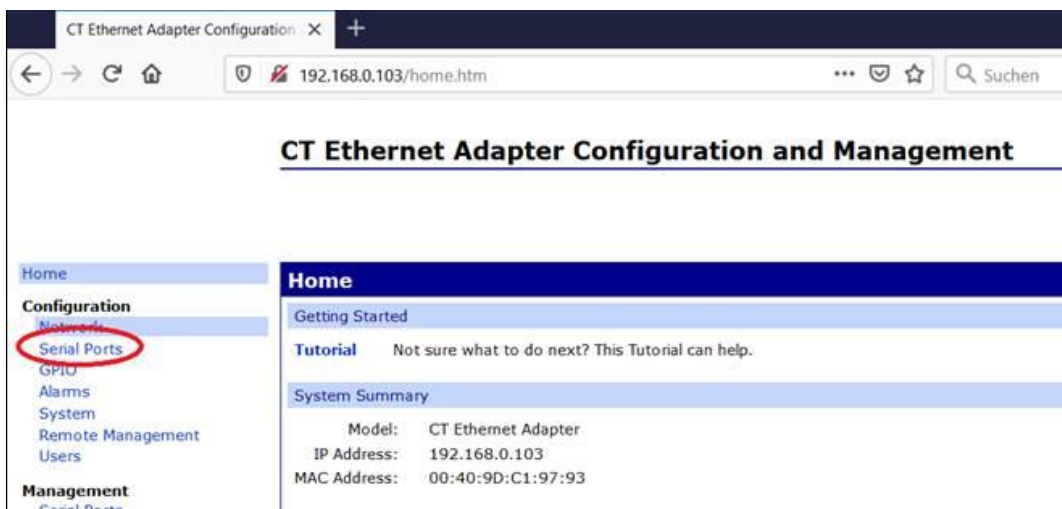 CT Ethernet Adapter Configuration
192.168.0.103/home.htm
Suchen
CT Ethernet Adapter Configuration and Management
Home
Configuration
Network
Serial Ports
GPIO
Alarms
System
Remote Management
Users
Management
Serial Ports
Home
Getting Started
Tutorial Not sure what to do next? This Tutorial can help.
System Summary
Model: CT Ethernet Adapter
IP Address: 192.168.0.103
MAC Address: 00:40:9D:C1:97:93